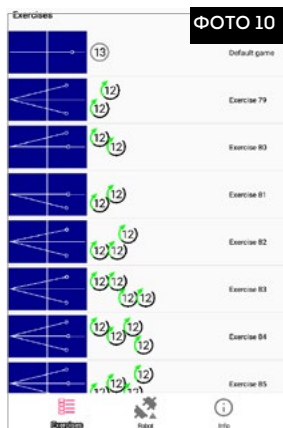 Exercises
ФОТО 10
13
Default game
12
12
Exercise 79
12
12
Exercise 80
12
12
Exercise 81
12
12 12
Exercise 82
12 12
12 12
Exercise 83
12 12
12
12
Exercise 84
12
12 12
Exercise 85
Exercises
Robot
Info